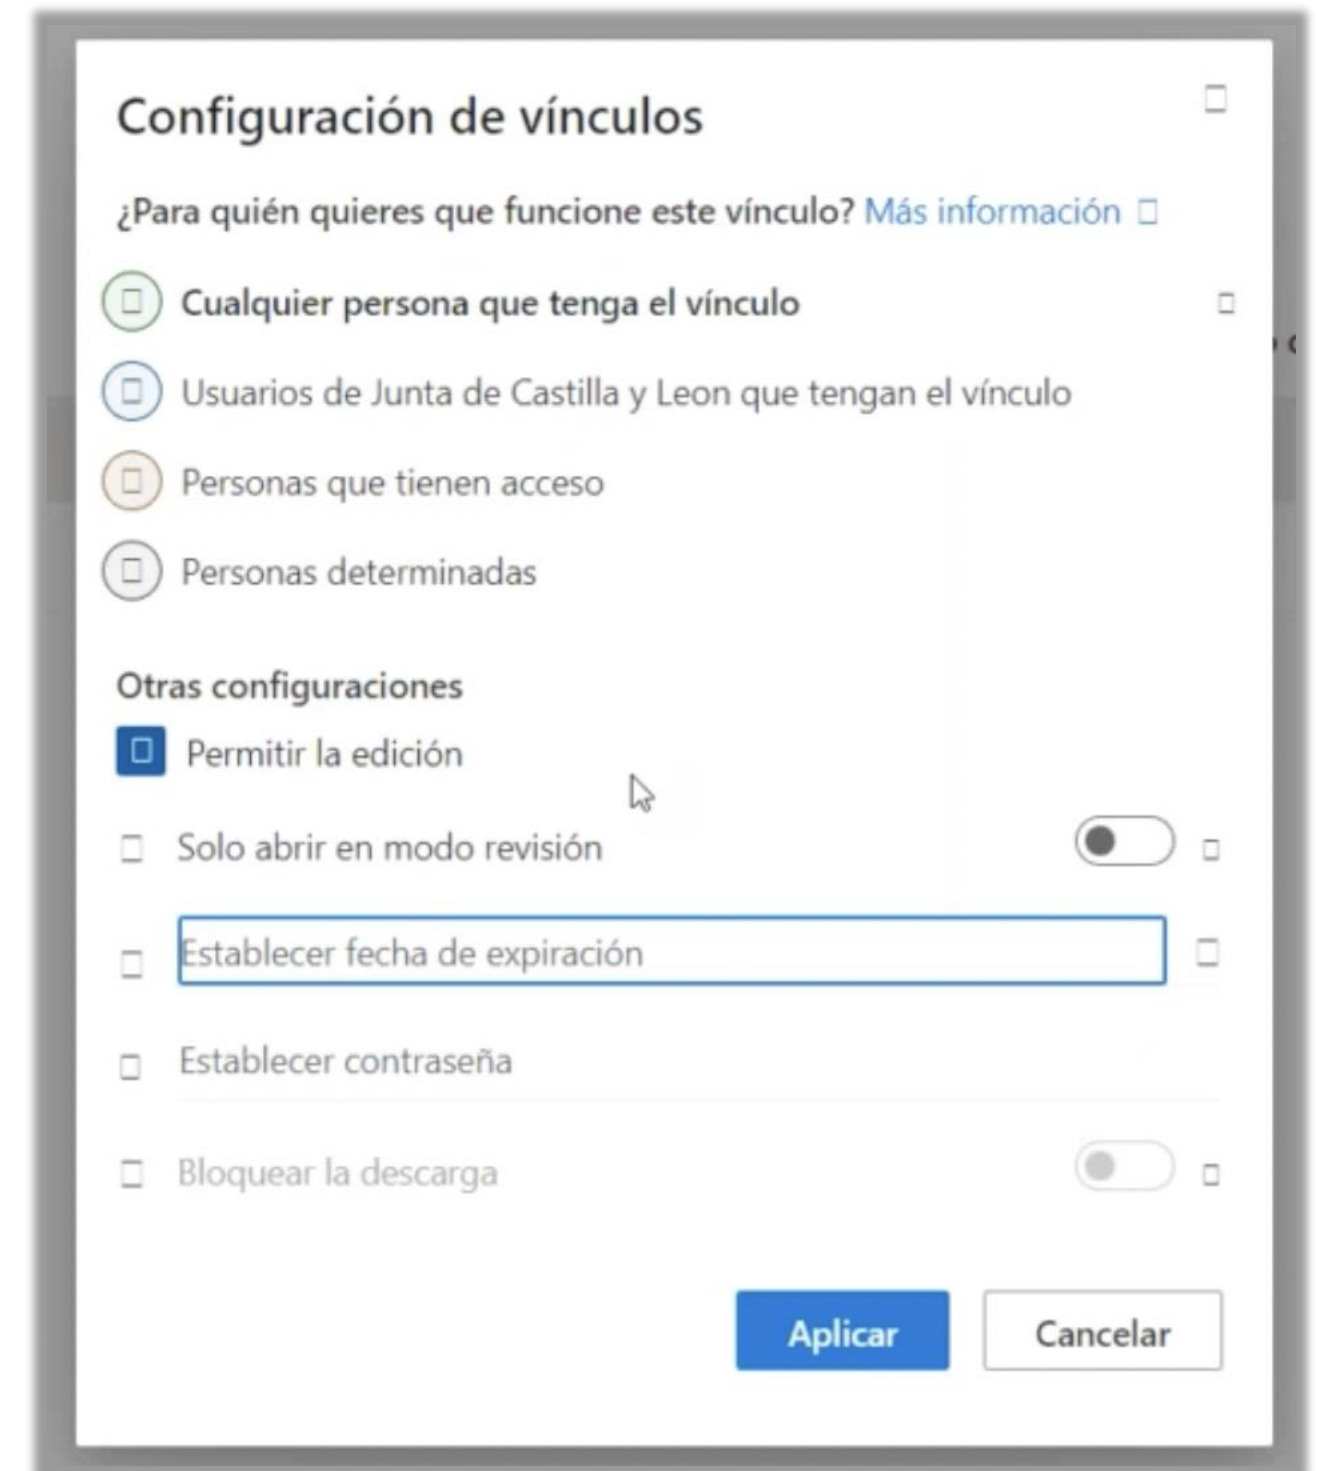 Configuración de vínculos
¿Para quién quieres que funcione este vínculo? Más información
Cualquier persona que tenga el vínculo
Usuarios de Junta de Castilla y Leon que tengan el vínculo
Personas que tienen acceso
Personas determinadas
Otras configuraciones
Permitir la edición
Solo abrir en modo revisión
Establecer fecha de expiración
Establecer contraseña
Bloquear la descarga
Aplicar
Cancelar